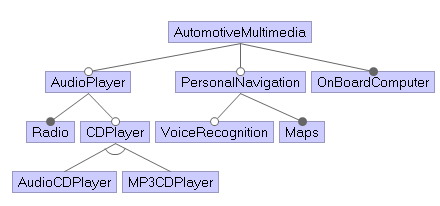 AutomotiveMultimedia
AudioPlayer
PersonalNavigation
OnBoardComputer
Radio
CDPlayer
VoiceRecognition
Maps
AudioCDPlayer
MP3CDPlayer